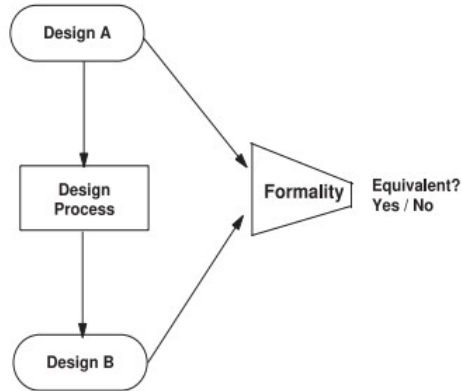 Design A
Design
Process
Formality
Equivalent?
Yes / No
Design B